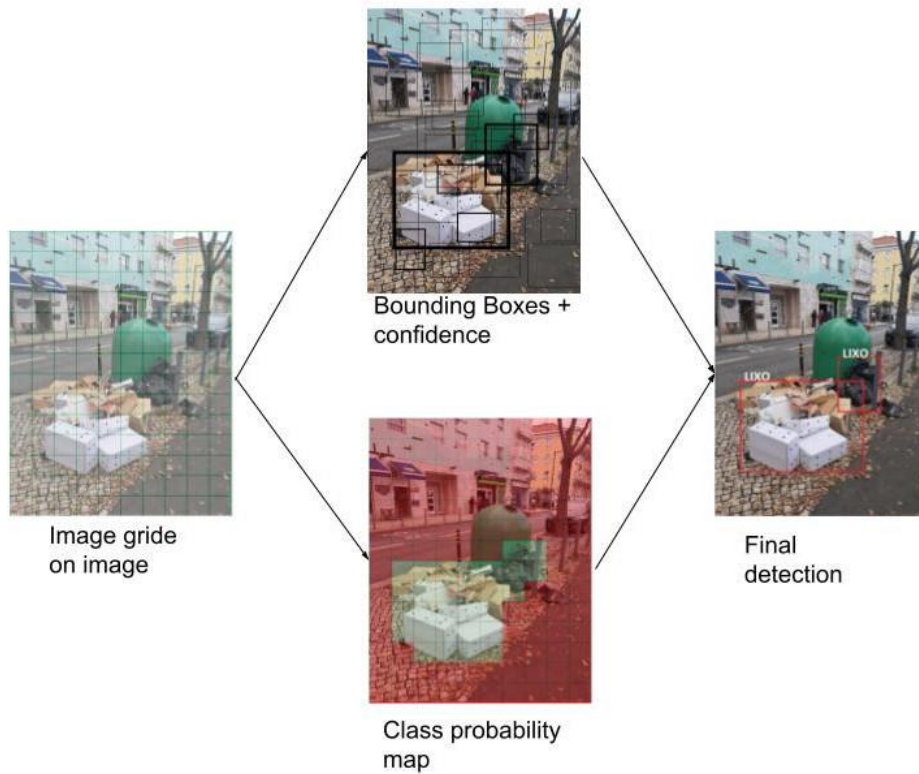 Bounding Boxes +
confidence
Image gride
on image
LIXO
LIXO
Final
detection
Class probability
map